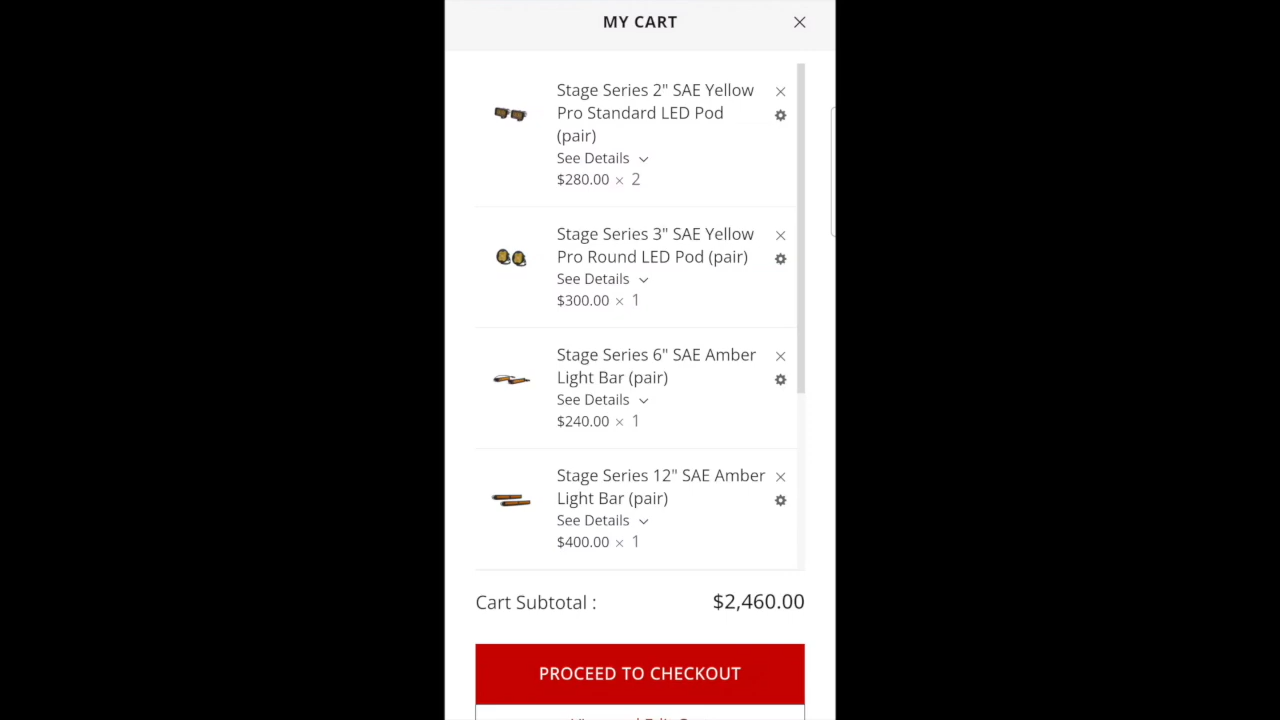 MY CART
Stage Series 2" SAE Yellow
Pro Standard LED Pod
(pair)
See Details
$280.00 × 2
Stage Series 3" SAE Yellow
Pro Round LED Pod (pair)
See Details
$300.00 × 1
Stage Series 6" SAE Amber
Light Bar (pair)
See Details
$240.00 × 1
Stage Series 12" SAE Amber
Light Bar (pair)
See Details
$400.00 × 1
Cart Subtotal : $2,460.00
PROCEED TO CHECKOUT